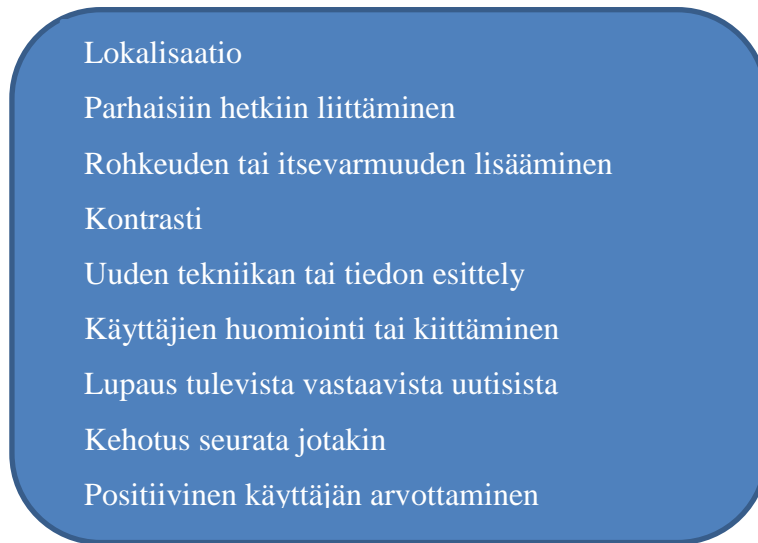 Lokalisaatio
Parhaisiin hetkiin liittäminen
Rohkeuden tai itsevarmuuden lisääminen
Kontrasti
Uuden tekniikan tai tiedon esittely
Käyttäjien huomiointi tai kiittäminen
Lupaus tulevista vastaavista uutisista
Kehotus seurata jotakin
Positiivinen käyttäjän arvottaminen